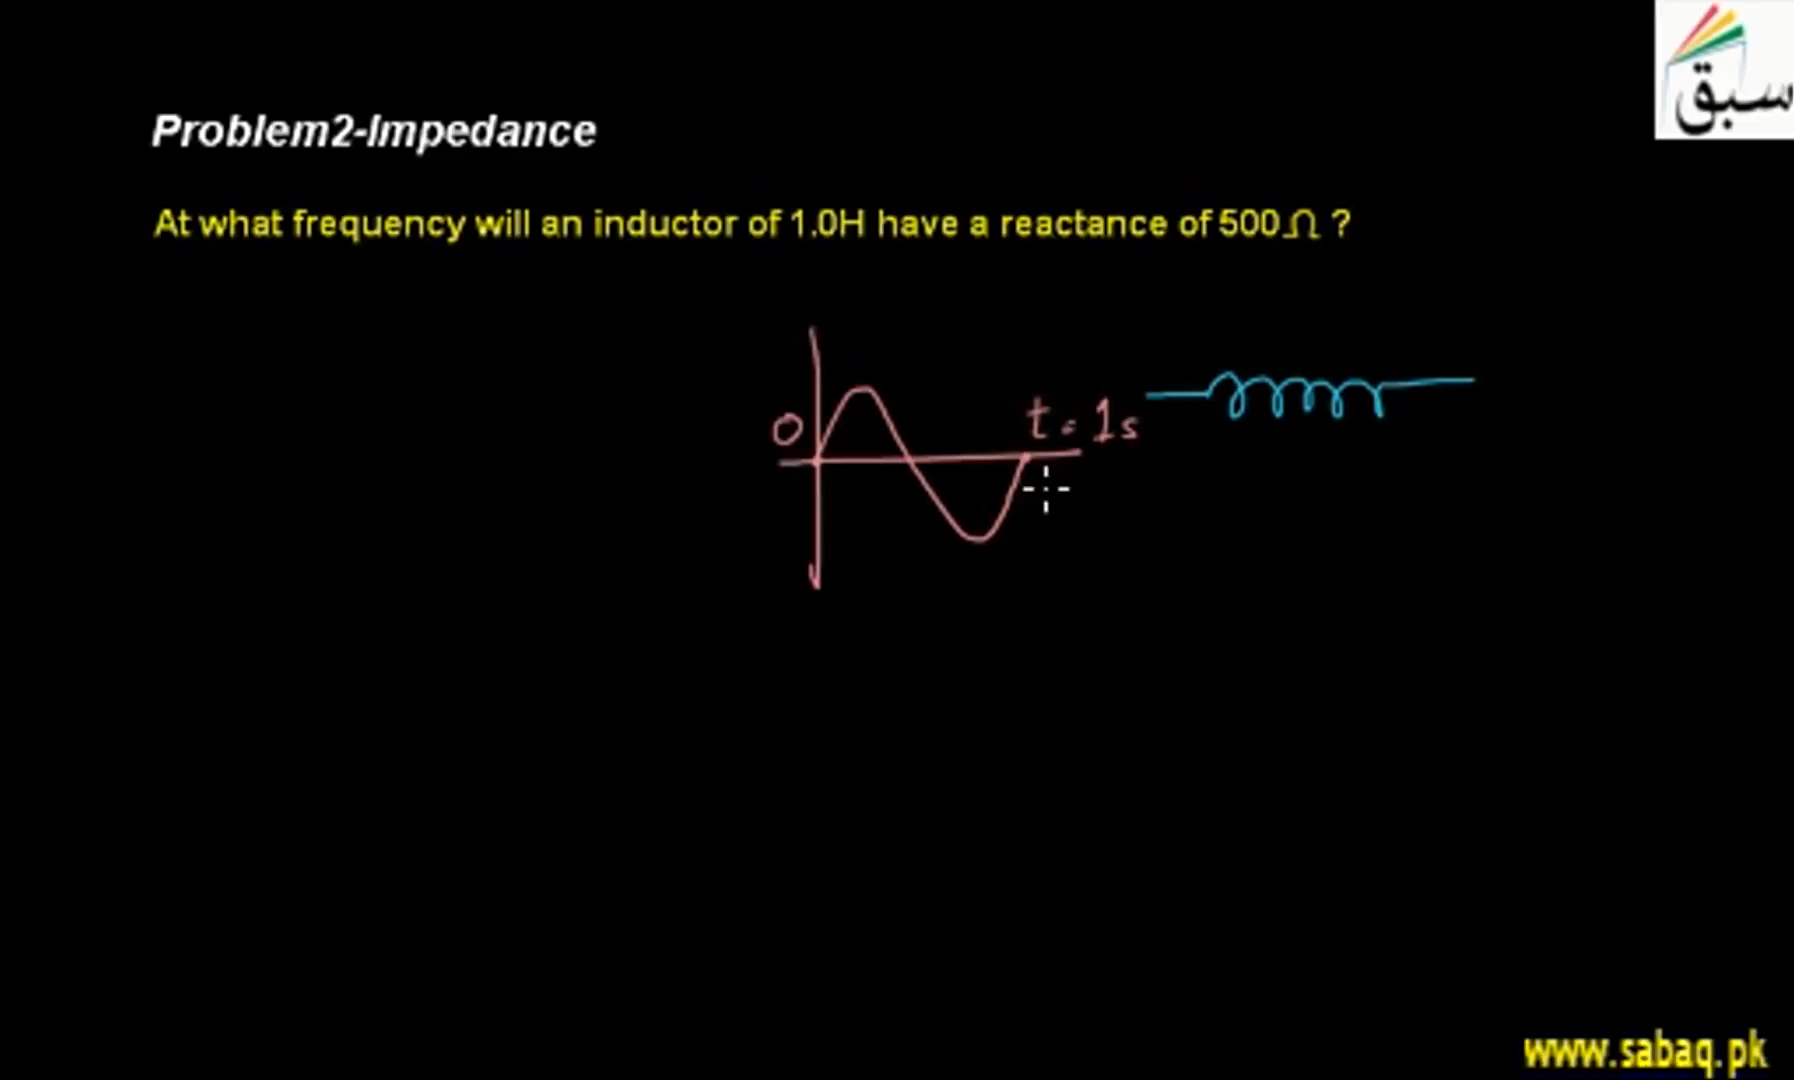 سبق
Problem2-Impedance
At what frequency will an inductor of 1.0H have a reactance of 500Ω ?
0
t = 1s
www.sabaq.pk